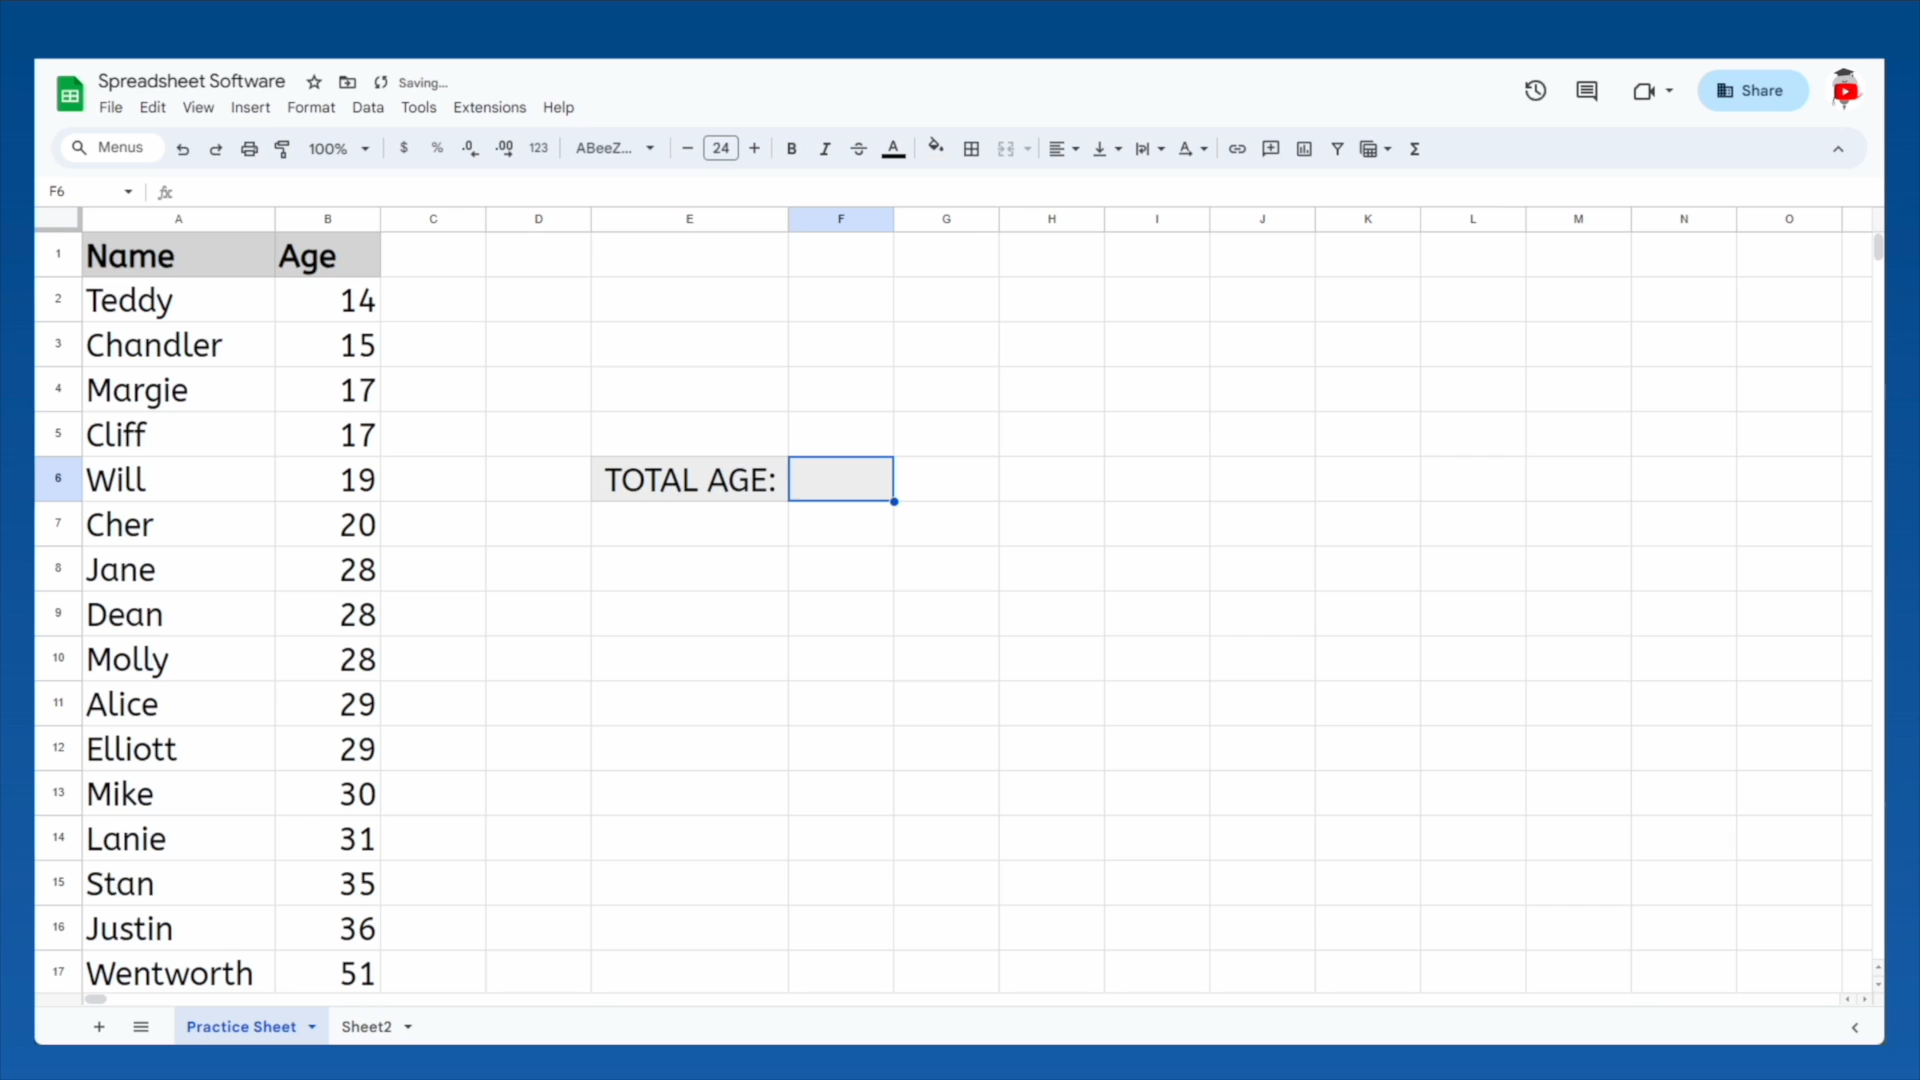 Spreadsheet Software Saving...
File Edit View Insert Format Data Tools Extensions Help
Share
Menus 100% $ % .0 .00 123 ABeeZ... 24 B I A A Σ
F6 fx
A B C D E F G H I J K L M N O
1 Name Age
2 Teddy 14
3 Chandler 15
4 Margie 17
5 Cliff 17
6 Will 19 TOTAL AGE:
7 Cher 20
8 Jane 28
9 Dean 28
10 Molly 28
11 Alice 29
12 Elliott 29
13 Mike 30
14 Lanie 31
15 Stan 35
16 Justin 36
17 Wentworth 51
Practice Sheet Sheet2